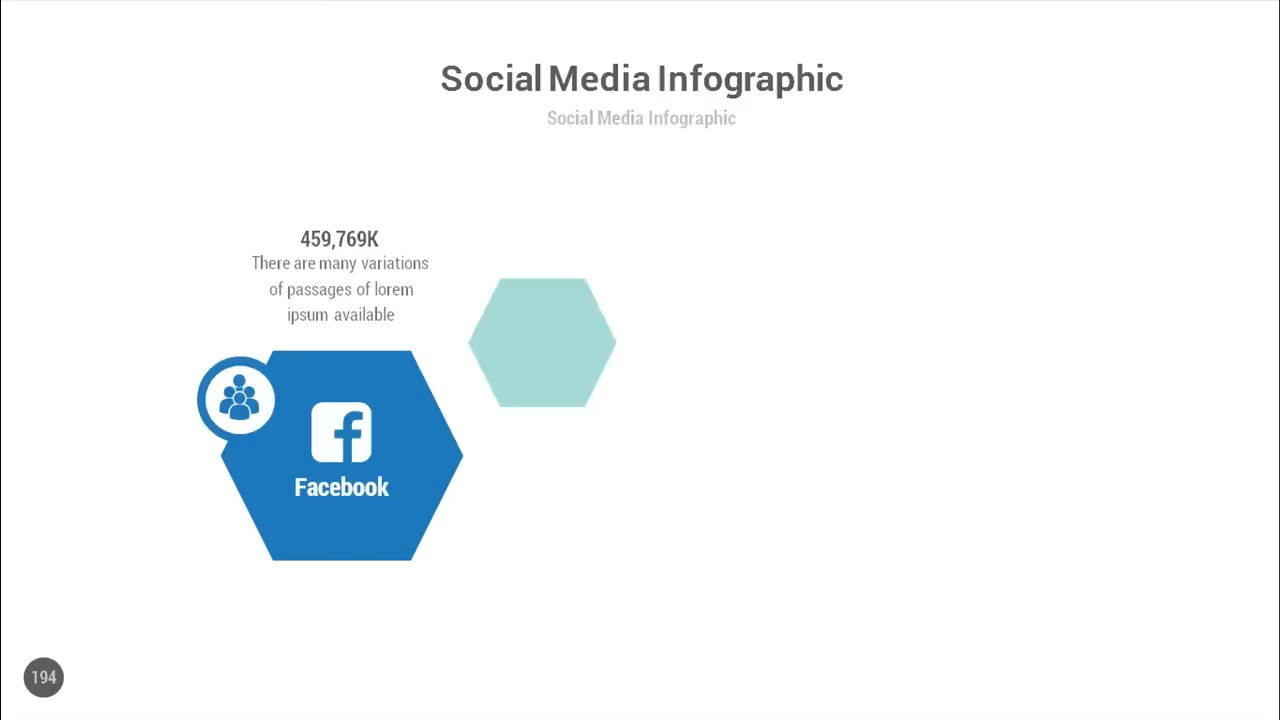 Social Media Infographic
Social Media Infographic
459,769K
There are many variations
of passages of lorem
ipsum available
Facebook
194